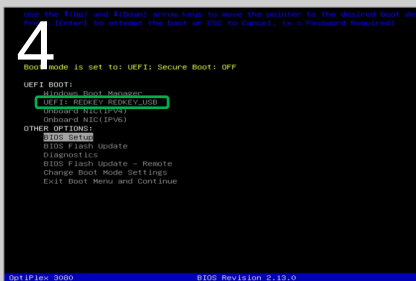 Use the ↑(Up) and ↓(Down) arrow keys to move the pointer to the desired boot
Press [Enter] to attempt the boot or ESC to Cancel. (* = Password Required)
4
Boot mode is set to: UEFI; Secure Boot: OFF
UEFI BOOT:
Windows Boot Manager
UEFI: REDKEY REDKEY_USB
Onboard NIC(IPV4)
Onboard NIC(IPV6)
OTHER OPTIONS:
BIOS Setup
BIOS Flash Update
Diagnostics
BIOS Flash Update - Remote
Change Boot Mode Settings
Exit Boot Menu and Continue
OptiPlex 3080
BIOS Revision 2.13.0